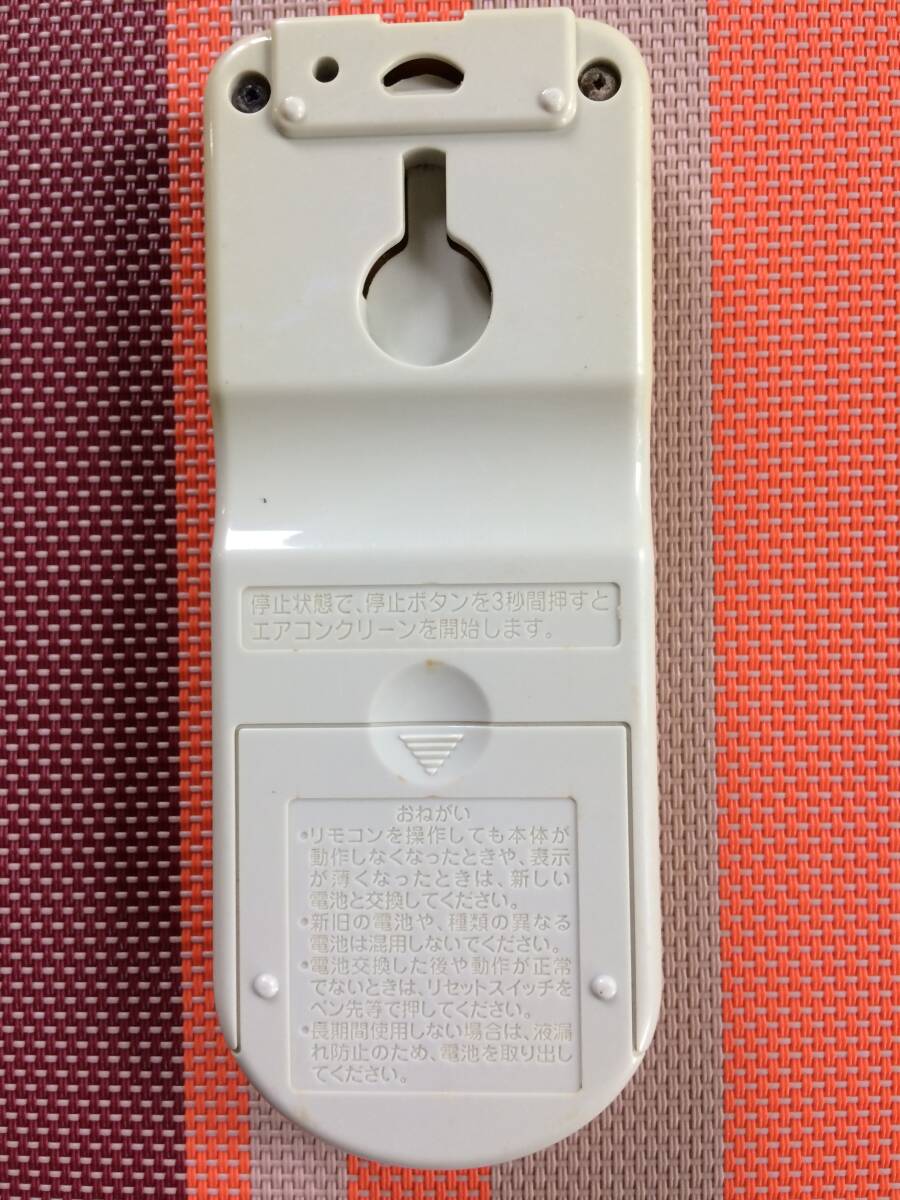 停止状態で、停止ボタンを3秒間押すと
エアコンクリーンを開始します。
おねがい
•リモコンを操作しても本体が
動作しなくなったときや、表示
が薄くなったときは、新しい
電池と交換してください。
•新旧の電池や、種類の異なる
電池は混用しないでください。
•電池交換した後や動作が正常
でないときは、リセットスイッチを
ペン先等で押してください。
•長期間使用しない場合は、液漏
れ防止のため、電池を取り出し
てください。